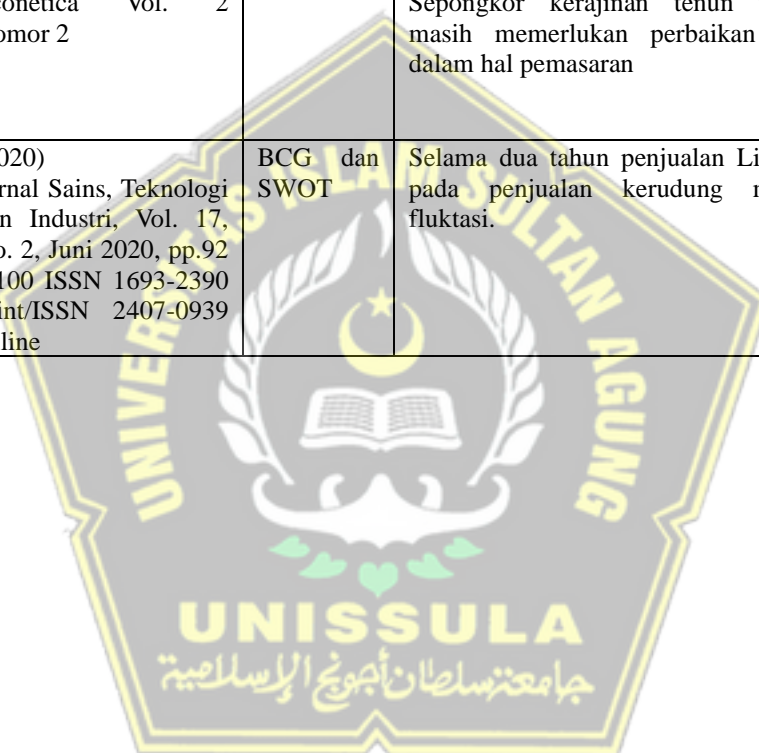 onetica Vol. 2
omor 2
Sepongkor kerajinan tenun
masih memerlukan perbaikan
dalam hal pemasaran
020)
rnal Sains, Teknologi
n Industri, Vol. 17,
o. 2, Juni 2020, pp.92
100 ISSN 1693-2390
int/ISSN 2407-0939
line
BCG dan
SWOT
Selama dua tahun penjualan Li
pada penjualan kerudung
fluktasi.
UNIVERSITAS ISLAM SULTAN AGUNG
UNISSULA
جامعة سلطان أجونج الإسلامية